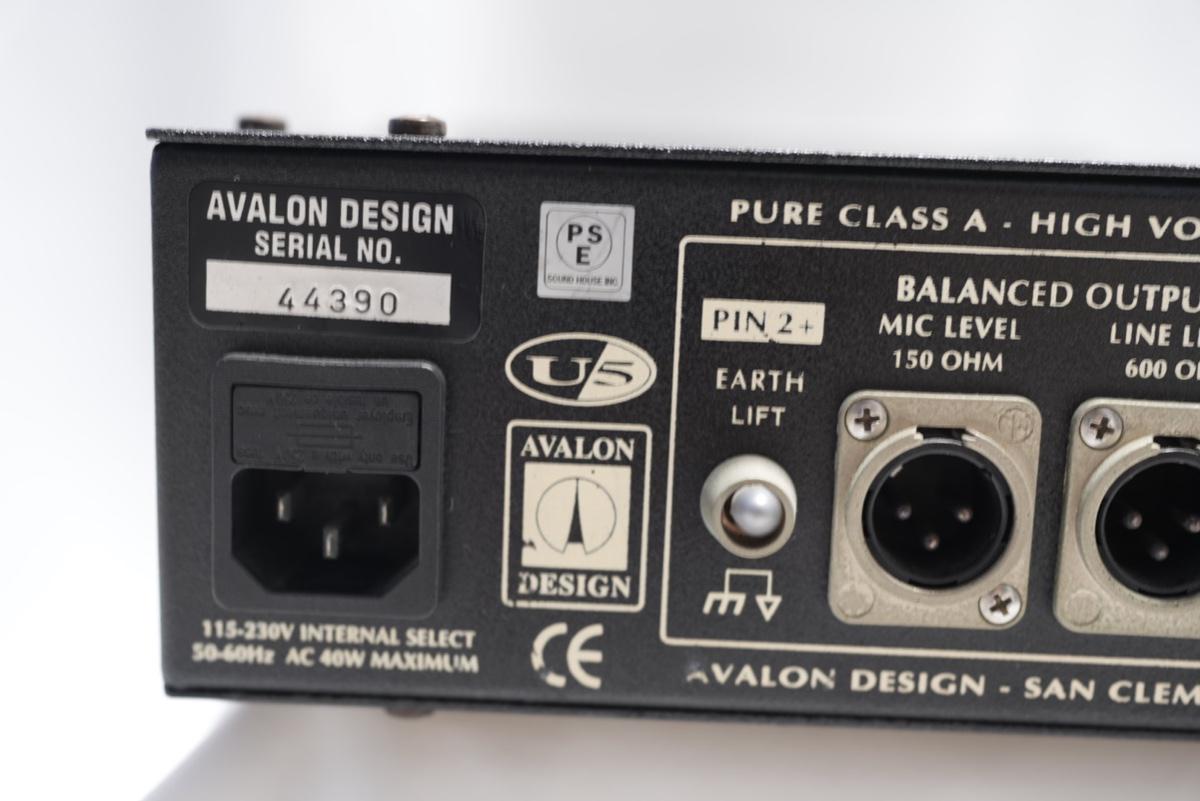 AVALON DESIGN
SERIAL NO.
44390
PS
E
SOUND HOUSE INC.
U5
AVALON
DESIGN
CE
115-230V INTERNAL SELECT
50-60Hz AC 40W MAXIMUM
PURE CLASS A - HIGH VO
BALANCED OUTPU
PIN 2+
MIC LEVEL
150 OHM
LINE L
600 O
EARTH
LIFT
AVALON DESIGN - SAN CLEM